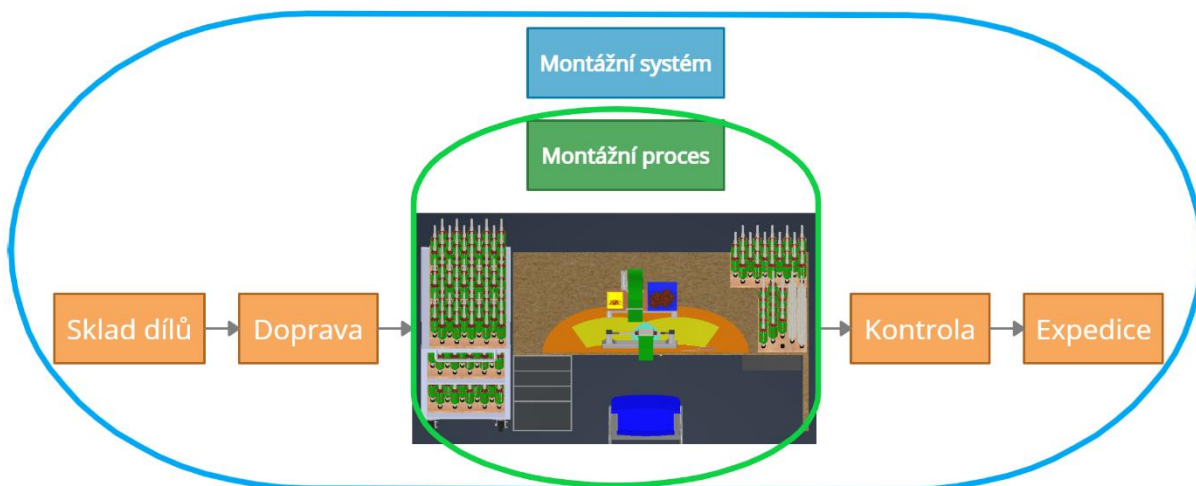 Montážní systém
Montážní proces
Sklad dílů
Doprava
Kontrola
Expedice